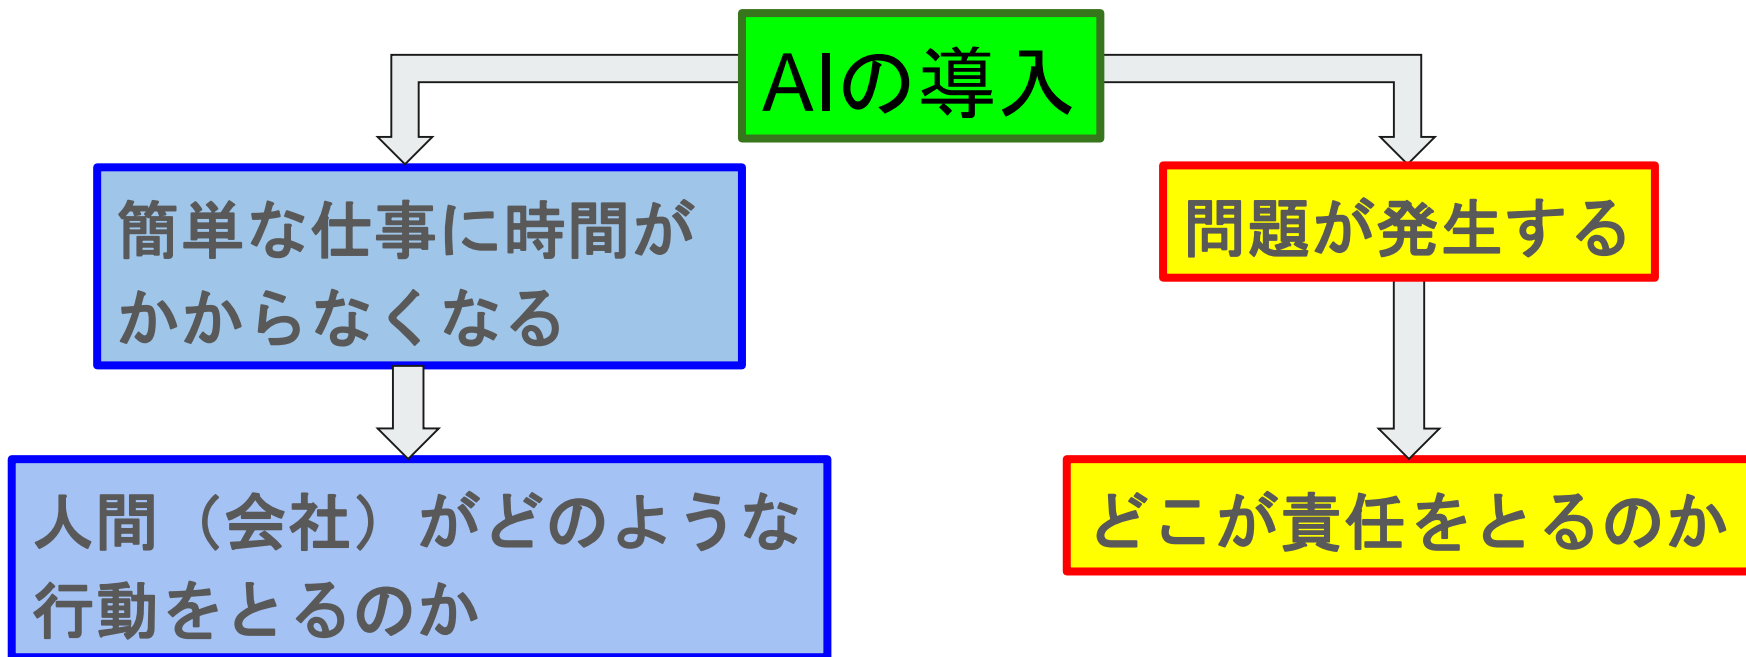 AIの導入
簡単な仕事に時間が
かからなくなる
問題が発生する
人間（会社）がどのような
行動をとるのか
どこが責任をとるのか